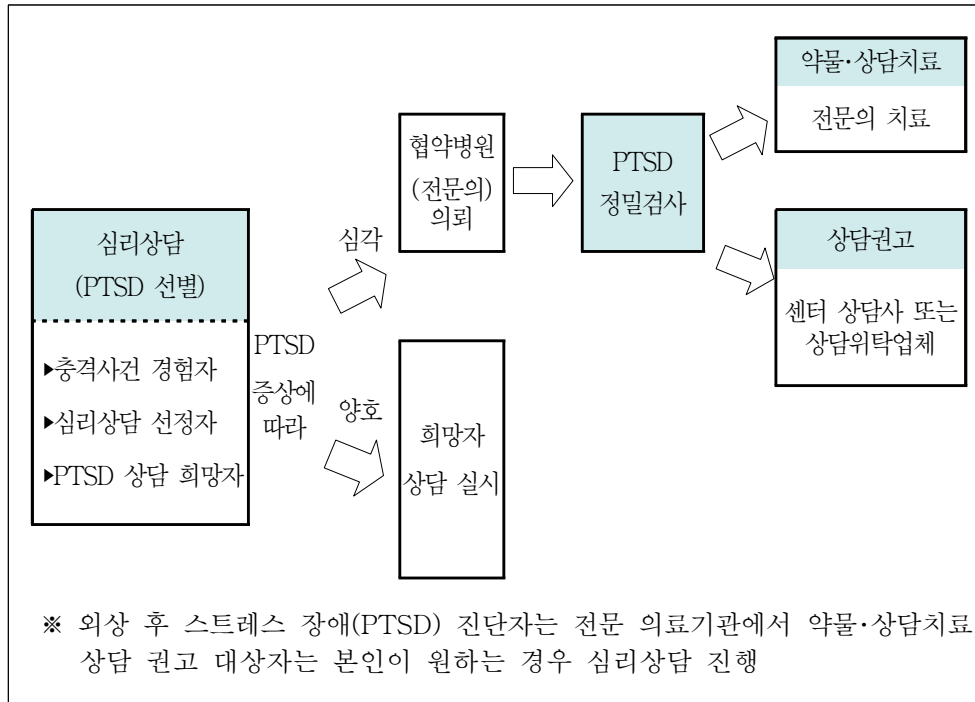 심리상담
(PTSD 선별)
▶충격사건 경험자
▶심리상담 선정자
▶PTSD 상담 희망자
PTSD
증상에
따라
심각
양호
협약병원
(전문의)
의뢰
희망자
상담 실시
PTSD
정밀검사
약물·상담치료
전문의 치료
상담권고
센터 상담사 또는
상담위탁업체
※ 외상 후 스트레스 장애(PTSD) 진단자는 전문 의료기관에서 약물·상담치료
상담 권고 대상자는 본인이 원하는 경우 심리상담 진행